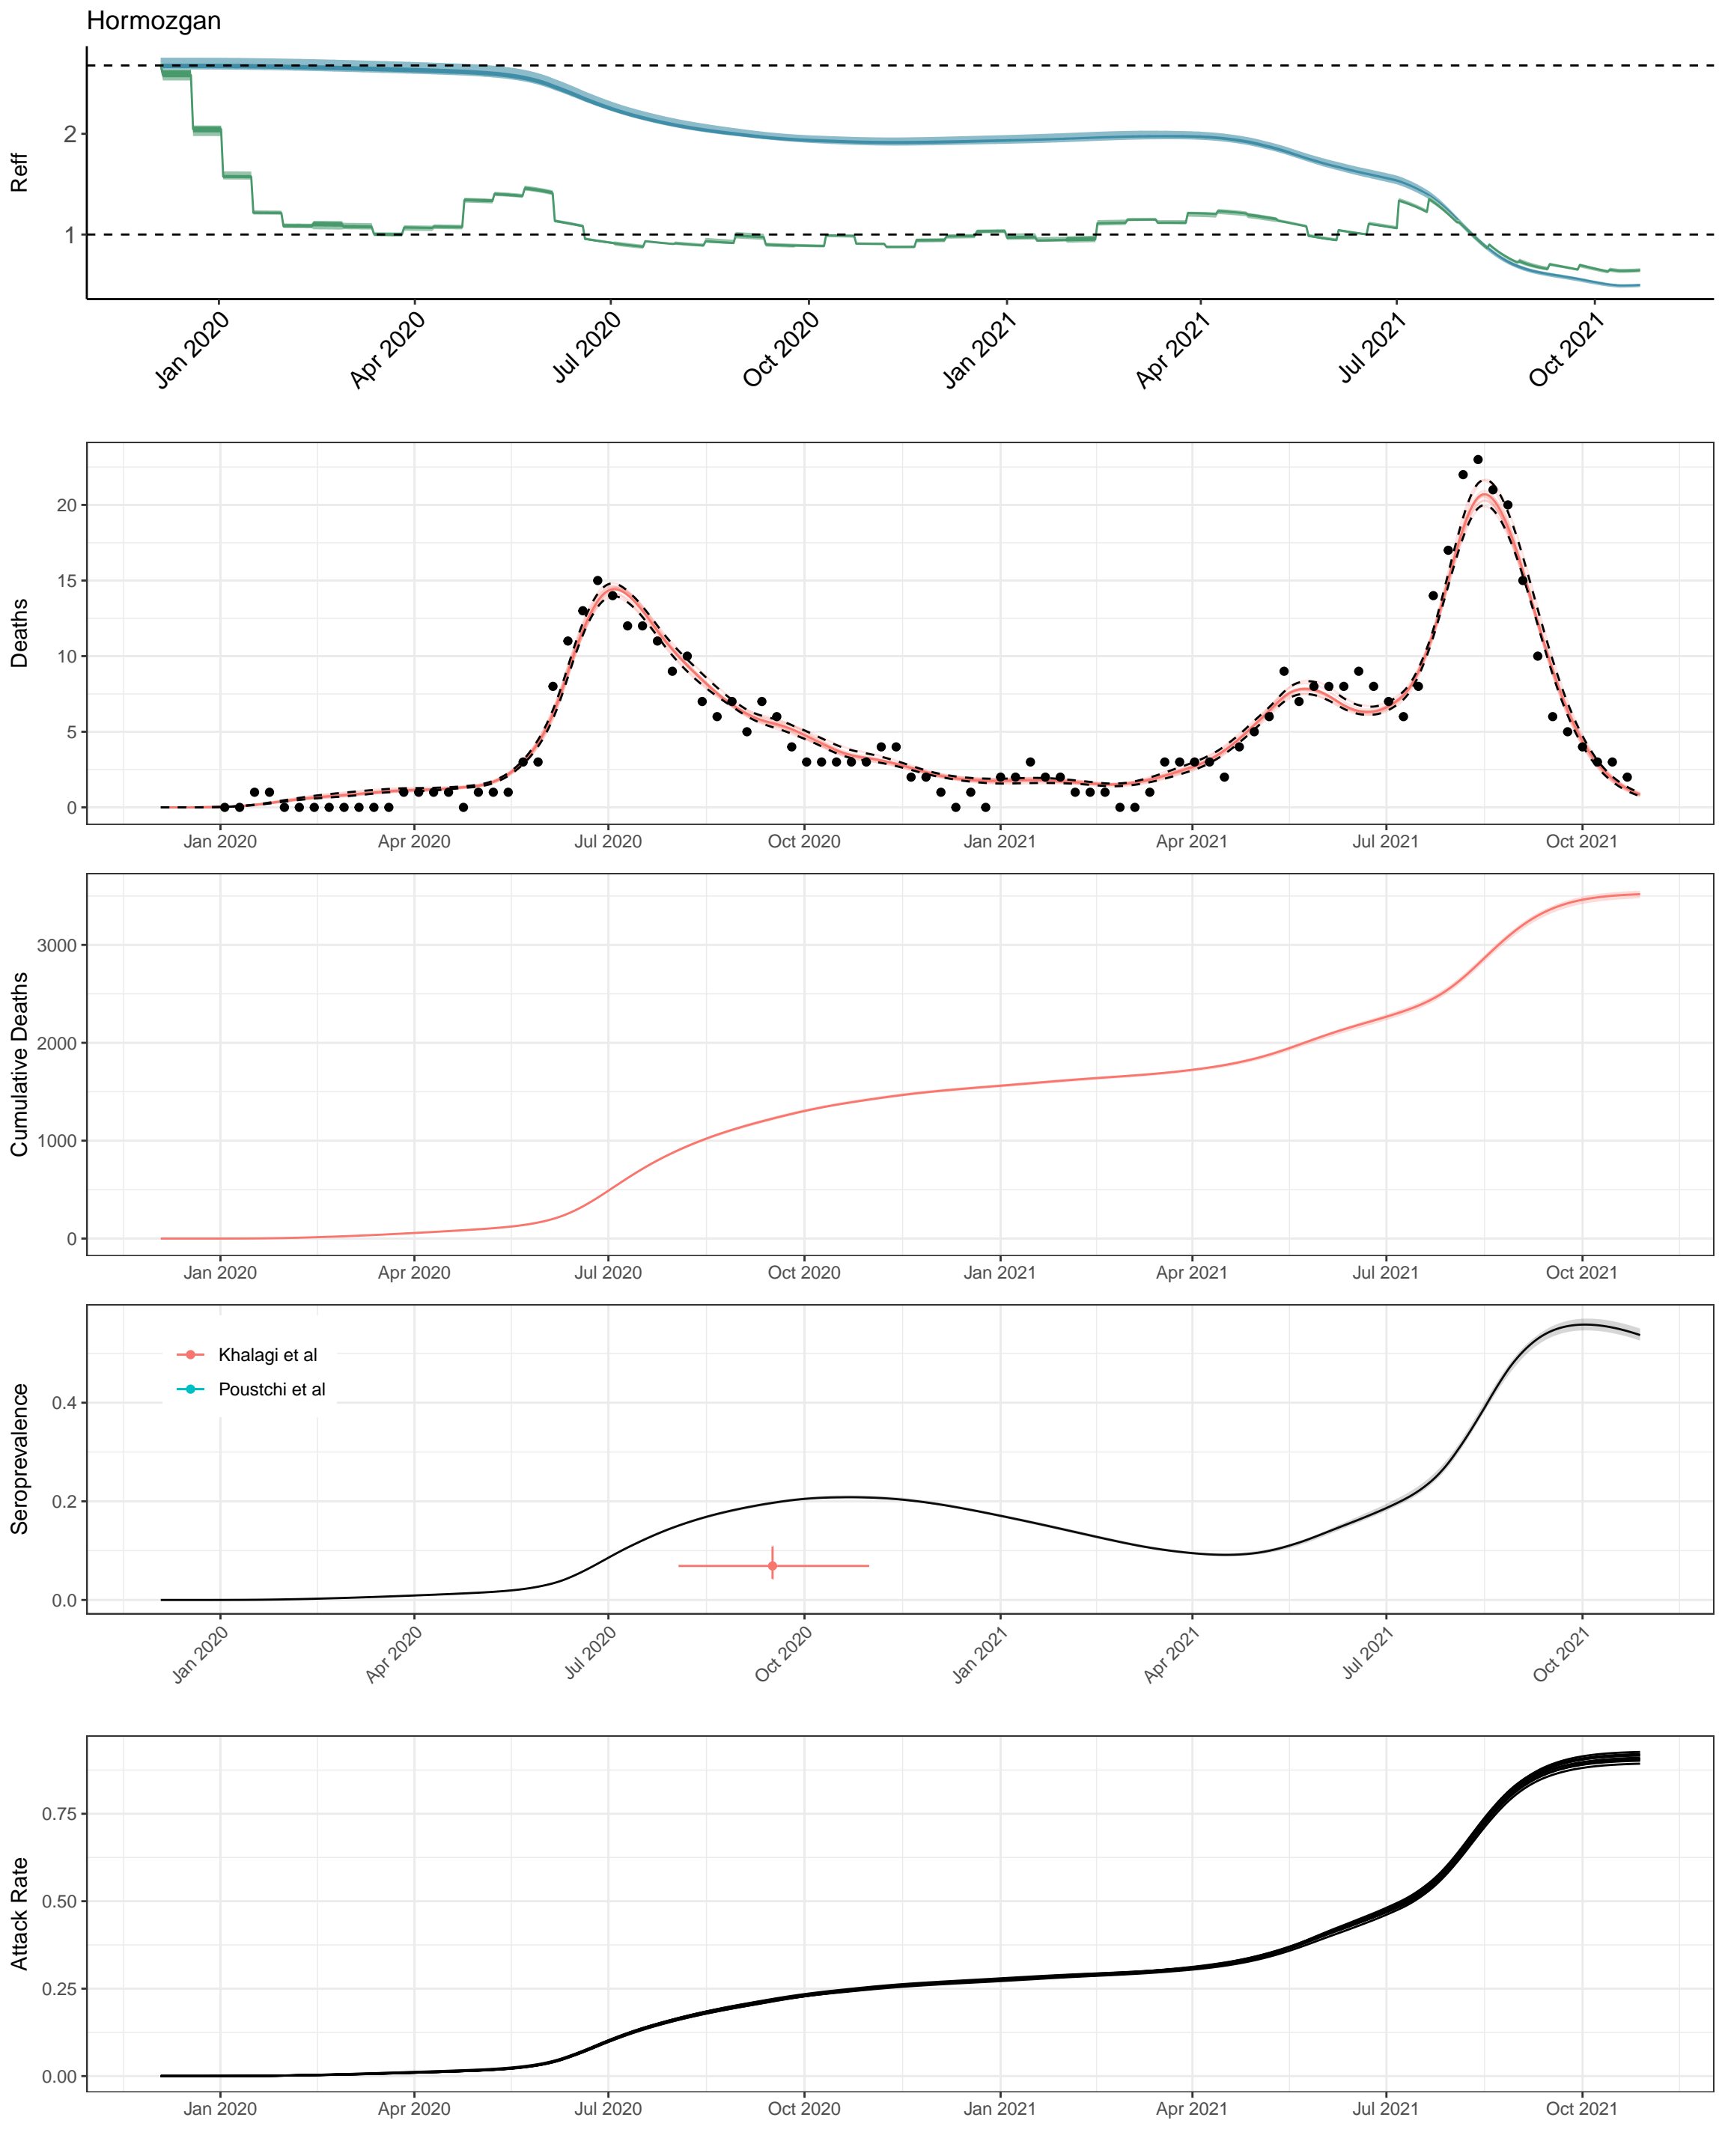 Hormozgan
Reff
2
1
Jan 2020
Apr 2020
Jul 2020
Oct 2020
Jan 2021
Apr 2021
Jul 2021
Oct 2021
Deaths
20
15
10
5
0
Jan 2020
Apr 2020
Jul 2020
Oct 2020
Jan 2021
Apr 2021
Jul 2021
Oct 2021
Cumulative Deaths
3000
2000
1000
0
Jan 2020
Apr 2020
Jul 2020
Oct 2020
Jan 2021
Apr 2021
Jul 2021
Oct 2021
Seroprevalence
Khalagi et al
Poustchi et al
0.4
0.2
0.0
Jan 2020
Apr 2020
Jul 2020
Oct 2020
Jan 2021
Apr 2021
Jul 2021
Oct 2021
Attack Rate
0.75
0.50
0.25
0.00
Jan 2020
Apr 2020
Jul 2020
Oct 2020
Jan 2021
Apr 2021
Jul 2021
Oct 2021